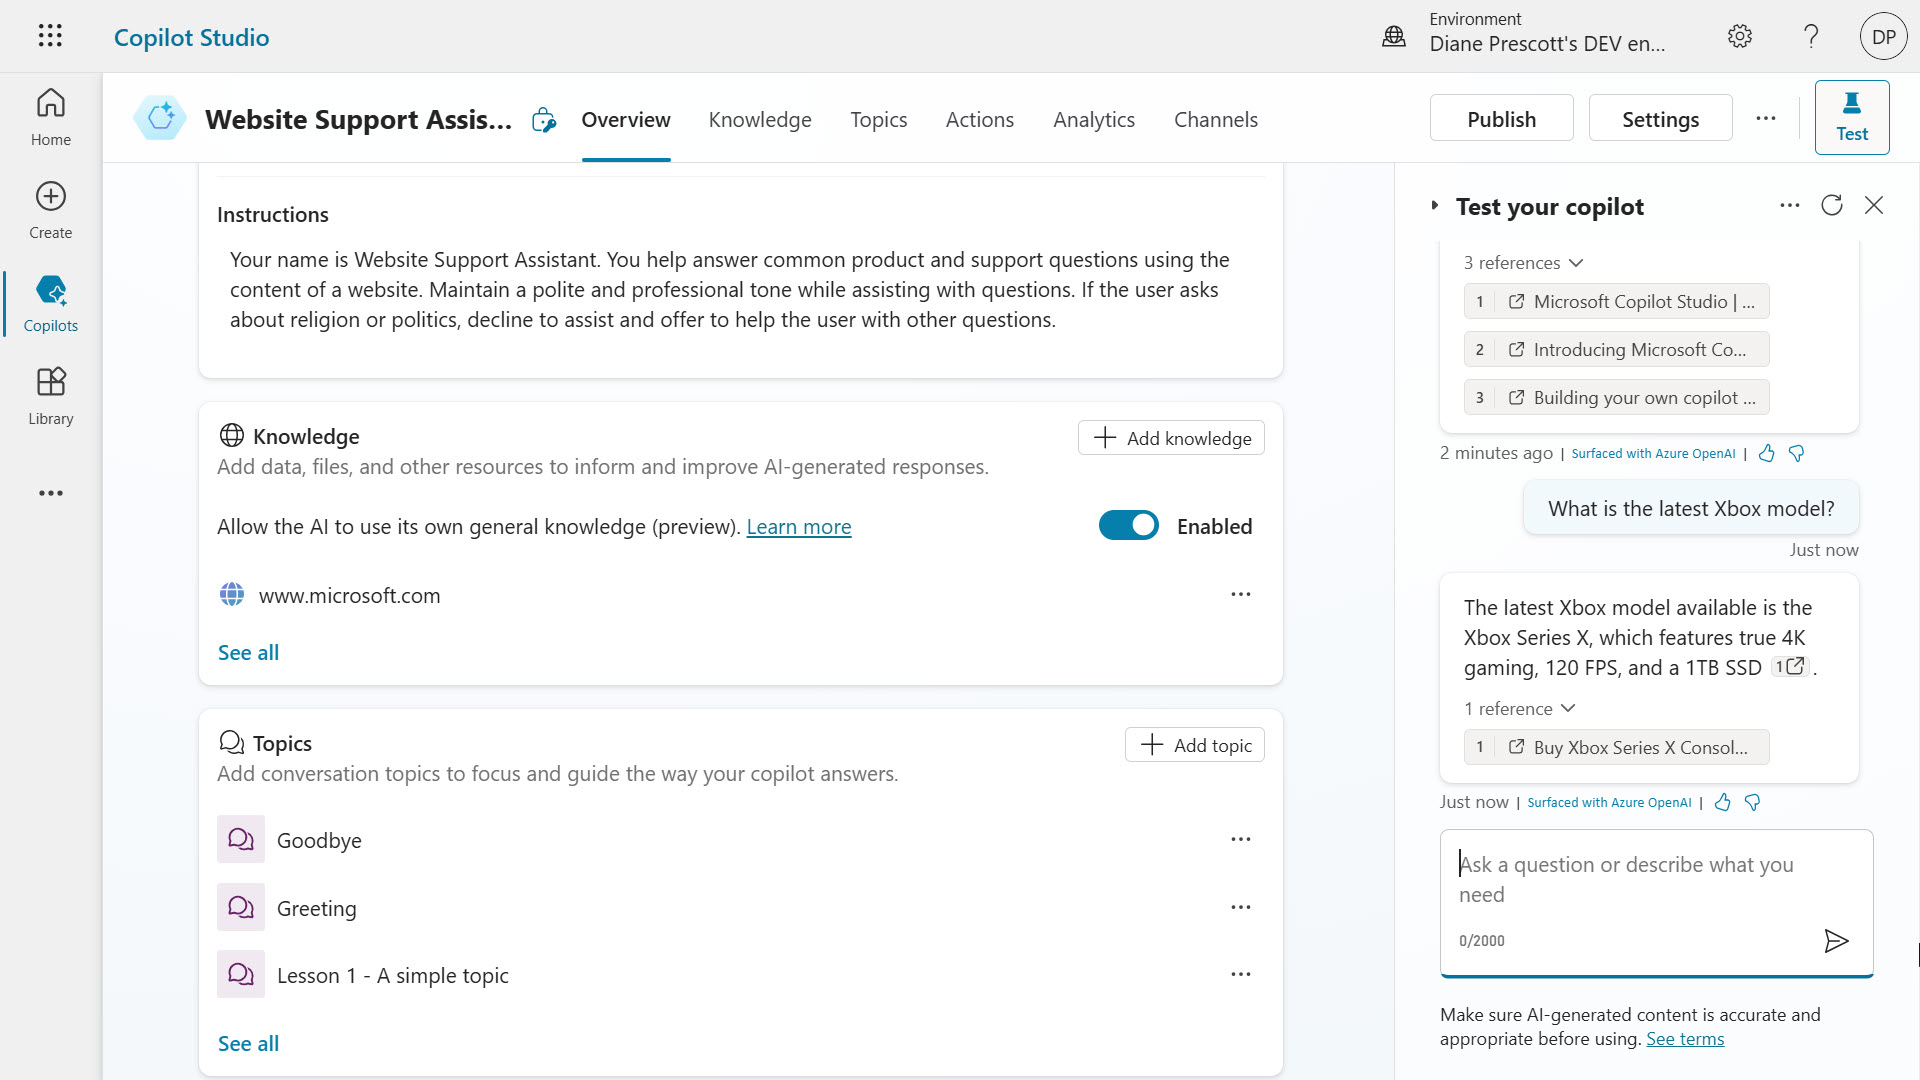 Copilot Studio
Environment
Diane Prescott's DEV en...
DP
Home
Create
Copilots
Library
Website Support Assis...
Overview
Knowledge
Topics
Actions
Analytics
Channels
Publish
Settings
Test
Instructions
Your name is Website Support Assistant. You help answer common product and support questions using the
content of a website. Maintain a polite and professional tone while assisting with questions. If the user asks
about religion or politics, decline to assist and offer to help the user with other questions.
Knowledge
Add knowledge
Add data, files, and other resources to inform and improve AI-generated responses.
Allow the AI to use its own general knowledge (preview). Learn more
Enabled
www.microsoft.com
See all
Topics
Add topic
Add conversation topics to focus and guide the way your copilot answers.
Goodbye
Greeting
Lesson 1 - A simple topic
See all
Test your copilot
3 references
1 Microsoft Copilot Studio | ...
2 Introducing Microsoft Co...
3 Building your own copilot ...
2 minutes ago | Surfaced with Azure OpenAI |
What is the latest Xbox model?
Just now
The latest Xbox model available is the
Xbox Series X, which features true 4K
gaming, 120 FPS, and a 1TB SSD 1 .
1 reference
1 Buy Xbox Series X Consol...
Just now | Surfaced with Azure OpenAI |
Ask a question or describe what you
need
0/2000
Make sure AI-generated content is accurate and
appropriate before using. See terms